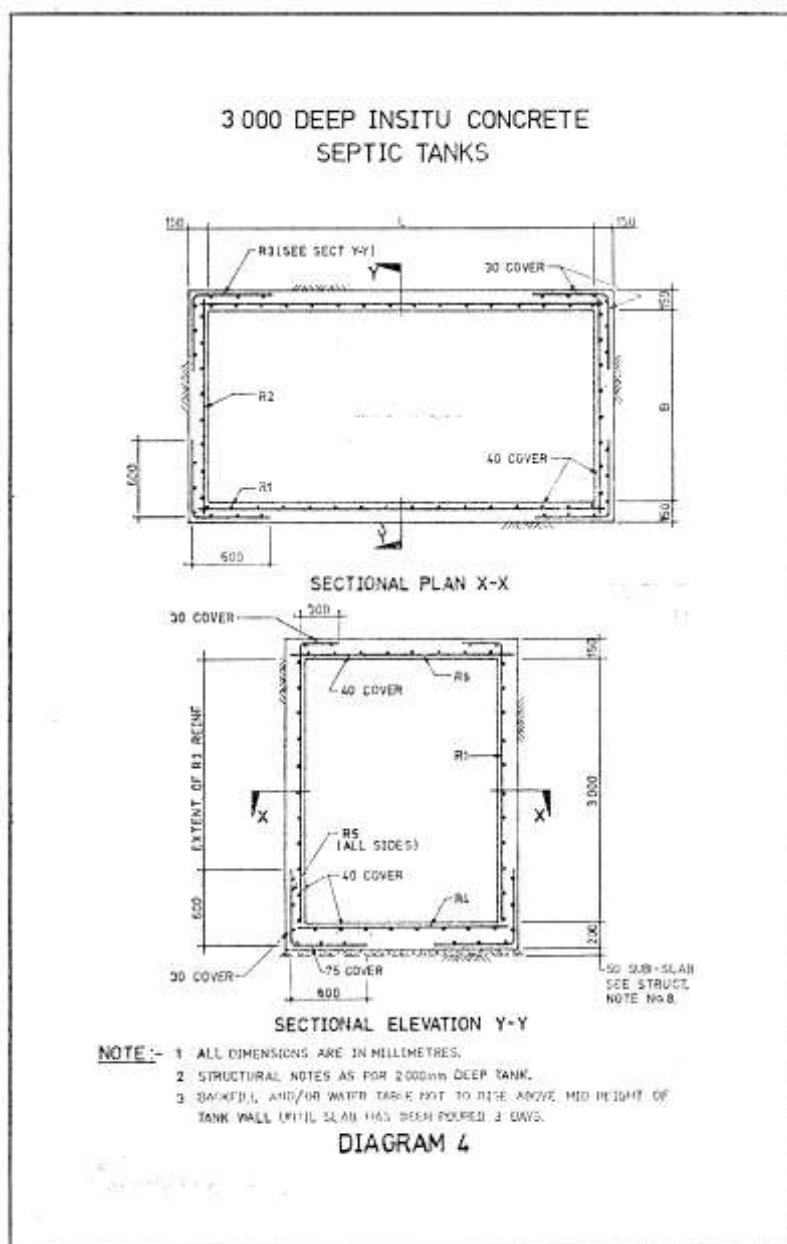 3 000 DEEP INSITU CONCRETE
SEPTIC TANKS
150
L
150
R3 (SEE SECT Y-Y)
Y
30 COVER
150
R2
B
600
40 COVER
R1
150
Y
600
SECTIONAL PLAN X-X
300
30 COVER
150
40 COVER
R6
EXTENT OF R3
R1
3 000
X
X
R5
(ALL SIDES)
40 COVER
R4
600
200
30 COVER
75 COVER
600
50 SUB-SLAB
SEE STRUCT.
NOTE No 8.
SECTIONAL ELEVATION Y-Y
NOTE:- 1 ALL DIMENSIONS ARE IN MILLIMETRES.
2 STRUCTURAL NOTES AS FOR 2000mm DEEP TANK.
3 BACKFILL AND/OR WATER TABLE NOT TO RISE ABOVE MID HEIGHT OF
TANK WALL UNTIL SLAB HAS BEEN POURED 3 DAYS.
DIAGRAM 4